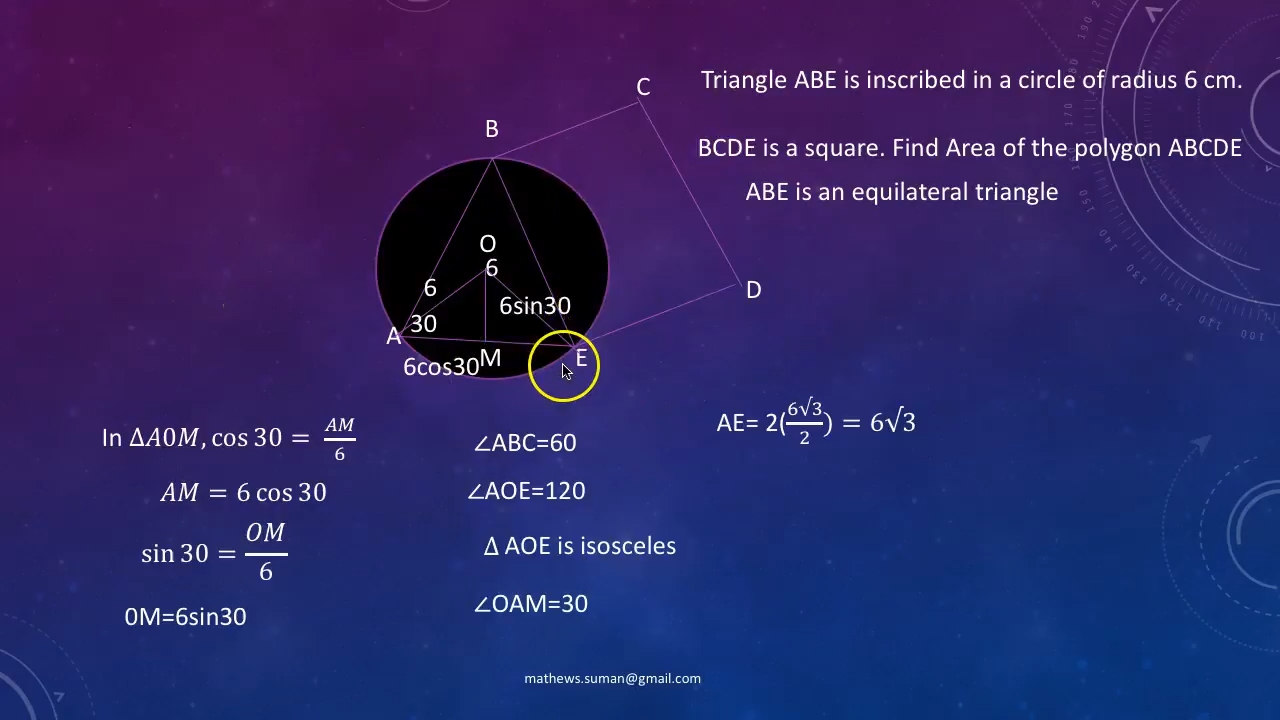 Triangle ABE is inscribed in a circle of radius 6 cm.
BCDE is a square. Find Area of the polygon ABCDE
ABE is an equilateral triangle
C
B
O
6
6
D
6sin30
30
A
M
E
6cos30
In ΔA0M, cos 30 = AM/6
AM = 6 cos 30
sin 30 = OM/6
0M=6sin30
∠ABC=60
∠AOE=120
Δ AOE is isosceles
∠OAM=30
AE= 2(6√3/2) = 6√3
mathews.suman@gmail.com